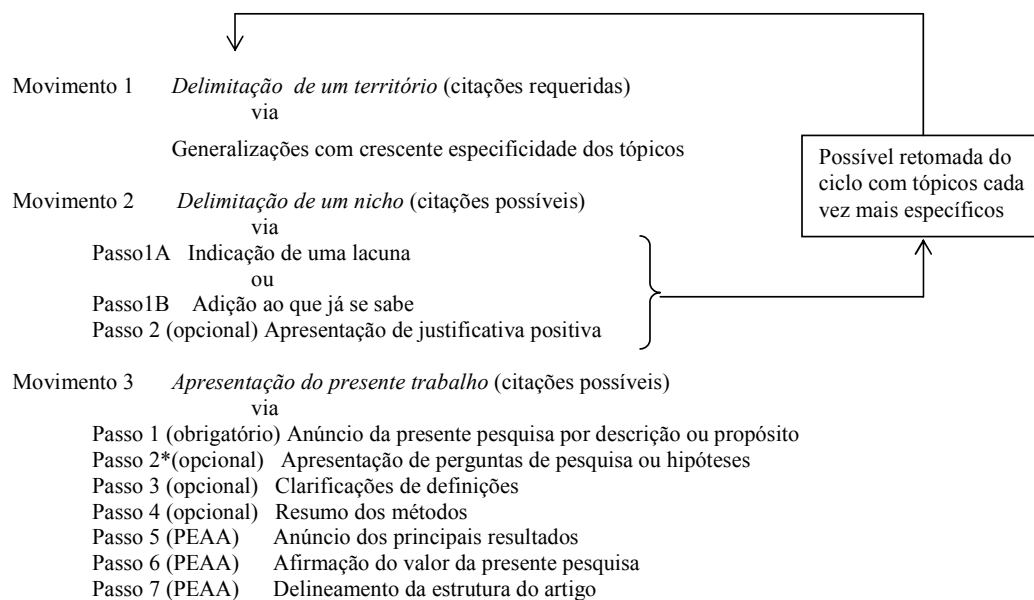 Movimento 1 Delimitação de um território (citações requeridas)
via
Generalizações com crescente especificidade dos tópicos
Possível retomada do
ciclo com tópicos cada
vez mais específicos
Movimento 2 Delimitação de um nicho (citações possíveis)
via
Passo1A Indicação de uma lacuna
ou
Passo1B Adição ao que já se sabe
Passo 2 (opcional) Apresentação de justificativa positiva
Movimento 3 Apresentação do presente trabalho (citações possíveis)
via
Passo 1 (obrigatório) Anúncio da presente pesquisa por descrição ou propósito
Passo 2*(opcional) Apresentação de perguntas de pesquisa ou hipóteses
Passo 3 (opcional) Clarificações de definições
Passo 4 (opcional) Resumo dos métodos
Passo 5 (PEAA) Anúncio dos principais resultados
Passo 6 (PEAA) Afirmação do valor da presente pesquisa
Passo 7 (PEAA) Delineamento da estrutura do artigo